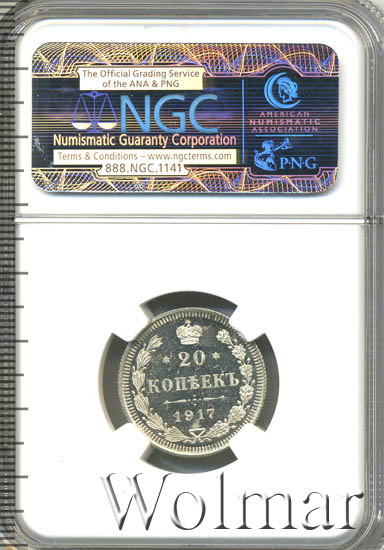 The Official Grading Service
of the ANA & PNG
NGC
Numismatic Guaranty Corporation
Terms & Conditions – www.ngcterms.com
888.NGC.1141
AMERICAN
NUMISMATIC
ASSOCIATION
PNG
* 20 *
КОПѢЕКЪ
1917
Wolmar